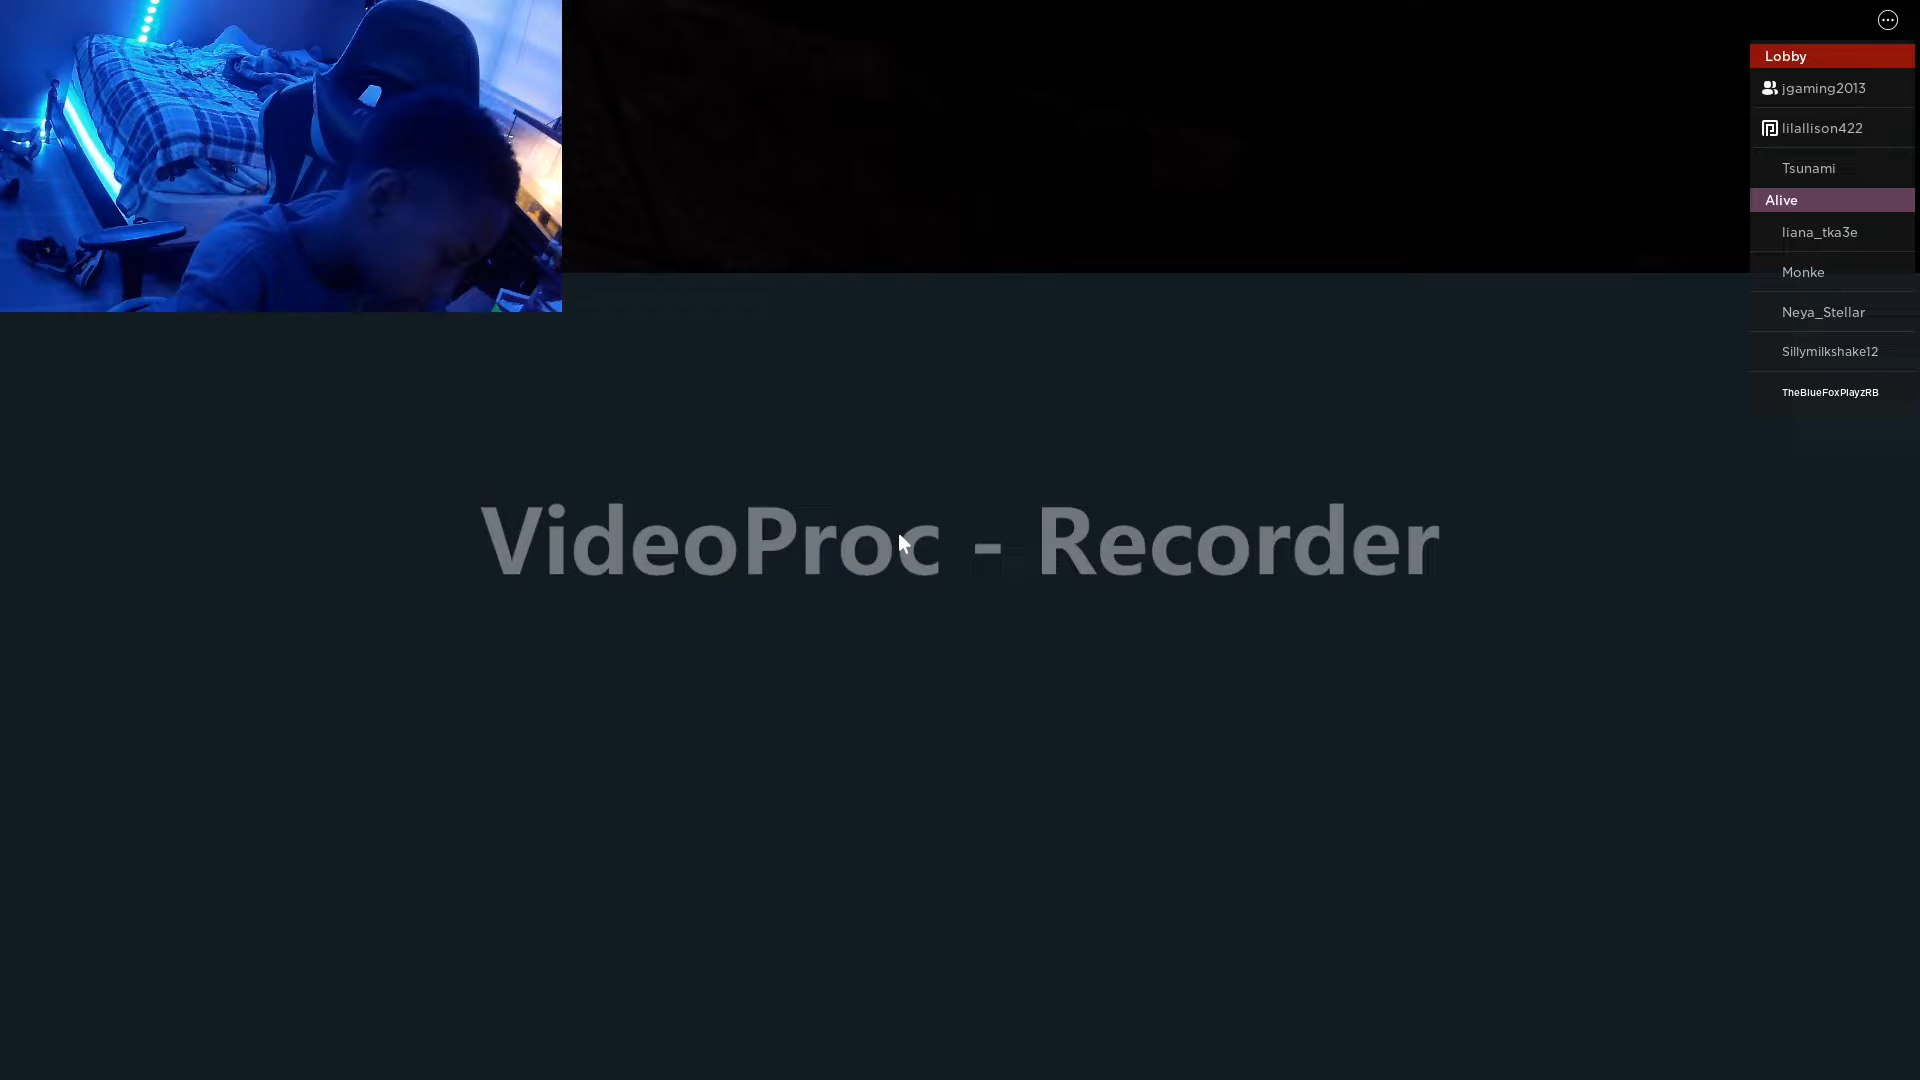 Lobby
jgaming2013
lilallison422
Tsunami
Alive
liana_tka3e
Monke
Neya_Stellar
Sillymilkshake12
TheBlueFoxPlayzRB
VideoProc - Recorder